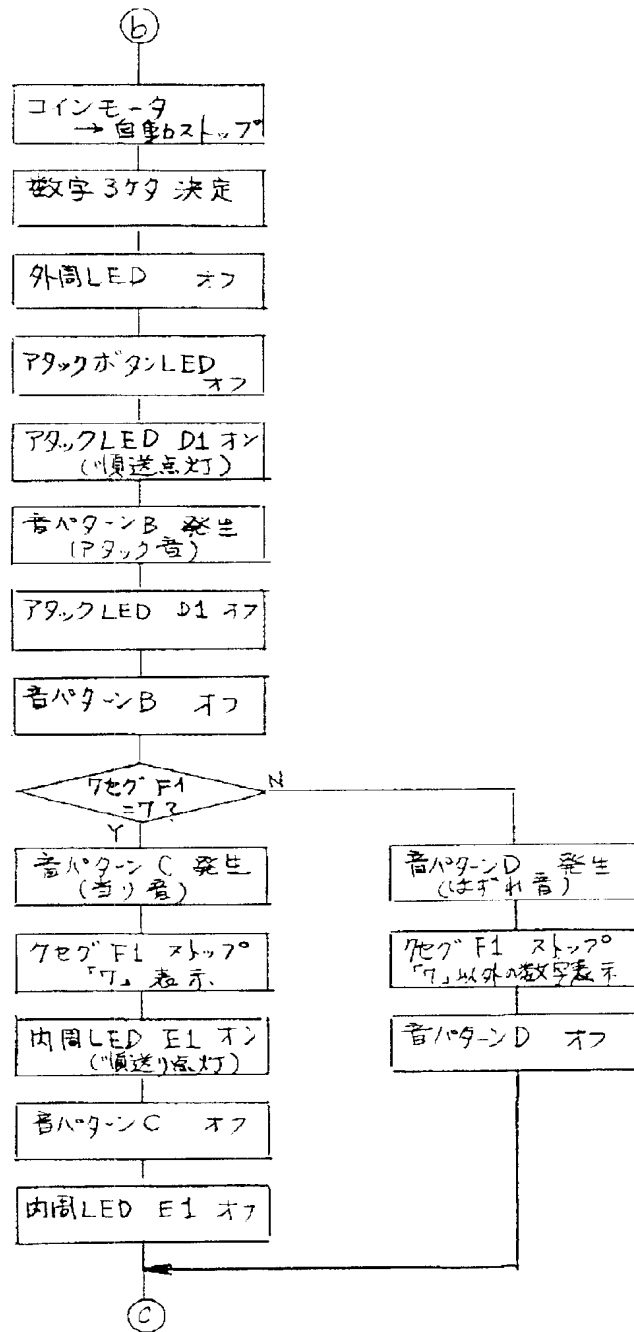 b
コインモータ
→ 自動ストップ
数字3ケタ 決定
外周LED オフ
アタックボタンLED
オフ
アタックLED D1 オン
(順送点灯)
音パターンB 発生
(アタック音)
アタックLED D1 オフ
音パターンB オフ
7セグ F1
=7?
N
Y
音パターンC 発生
(当り音)
7セグ F1 ストップ
「7」表示
内周LED E1 オン
(順送り点灯)
音パターンC オフ
内周LED E1 オフ
音パターンD 発生
(はずれ音)
7セグ F1 ストップ
「7」以外の数字表示
音パターンD オフ
C